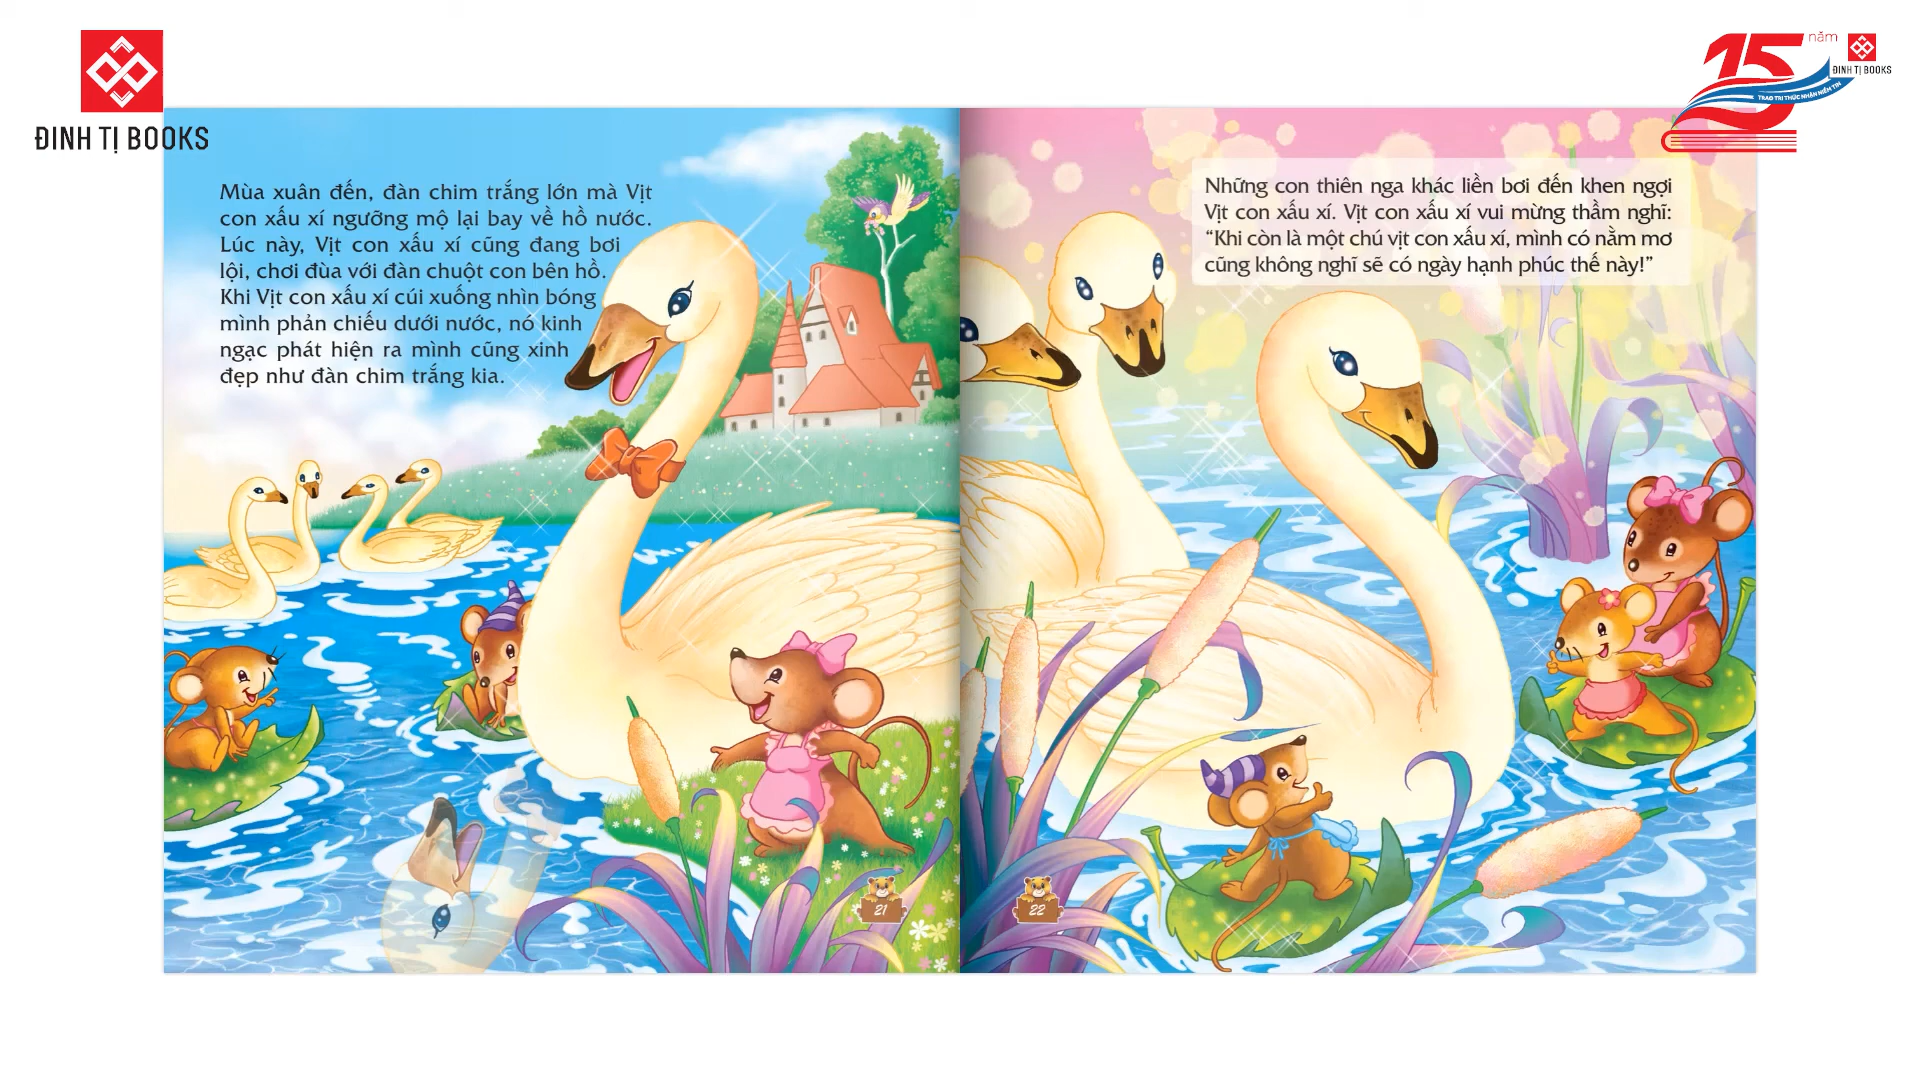 ĐINH TỊ BOOKS
15 năm
ĐINH TỊ BOOKS
TRAO TRI THỨC NHẬN NIỀM TIN
Mùa xuân đến, đàn chim trắng lớn mà Vịt
con xấu xí ngưỡng mộ lại bay về hồ nước.
Lúc này, Vịt con xấu xí cũng đang bơi
lội, chơi đùa với đàn chuột con bên hồ.
Khi Vịt con xấu xí cúi xuống nhìn bóng
mình phản chiếu dưới nước, nó kinh
ngạc phát hiện ra mình cũng xinh
đẹp như đàn chim trắng kia.
21
Những con thiên nga khác liền bơi đến khen ngợi
Vịt con xấu xí. Vịt con xấu xí vui mừng thầm nghĩ:
“Khi còn là một chú vịt con xấu xí, mình có nằm mơ
cũng không nghĩ sẽ có ngày hạnh phúc thế này!”
22